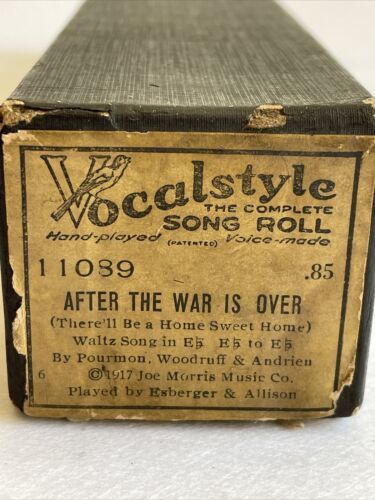 Vocalstyle
THE COMPLETE
SONG ROLL
Hand-played (PATENTED) Voice-made
11089 .85
AFTER THE WAR IS OVER
(There'll Be a Home Sweet Home)
Waltz Song in E♭ E♭ to E♭
By Pourmon, Woodruff & Andrien
6 ©1917 Joe Morris Music Co.
Played by Esberger & Allison